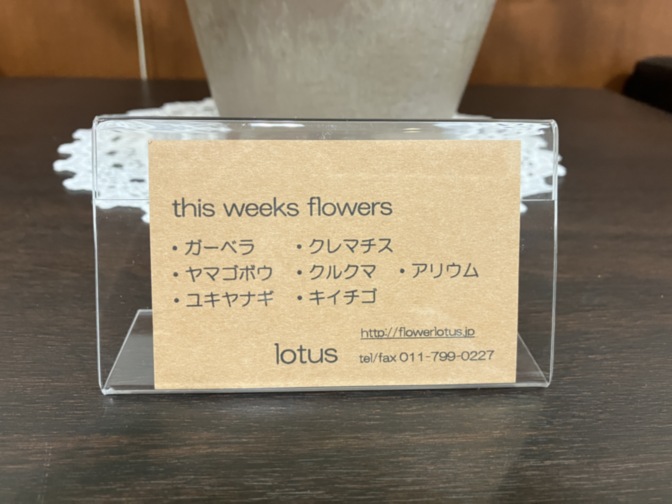 this weeks flowers
・ガーベラ ・クレマチス
・ヤマゴボウ ・クルクマ ・アリウム
・ユキヤナギ ・キイチゴ
http://flowerlotus.jp
lotus tel/fax 011-799-0227